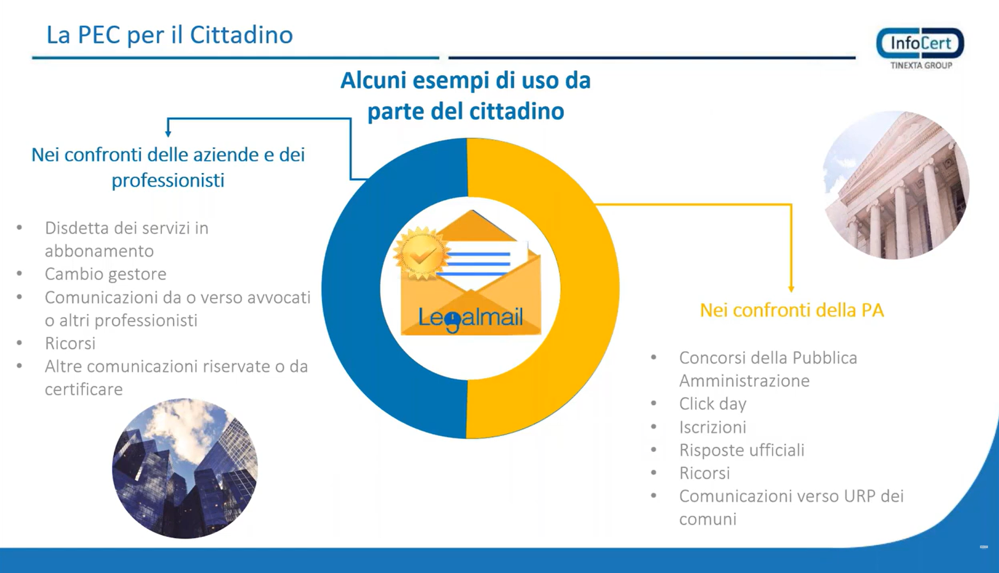 La PEC per il Cittadino
InfoCert
TINEXTA GROUP
Alcuni esempi di uso da
parte del cittadino
Nei confronti delle aziende e dei
professionisti
• Disdetta dei servizi in
abbonamento
• Cambio gestore
• Comunicazioni da o verso avvocati
o altri professionisti
• Ricorsi
• Altre comunicazioni riservate o da
certificare
Legalmail
Nei confronti della PA
• Concorsi della Pubblica
Amministrazione
• Click day
• Iscrizioni
• Risposte ufficiali
• Ricorsi
• Comunicazioni verso URP dei
comuni